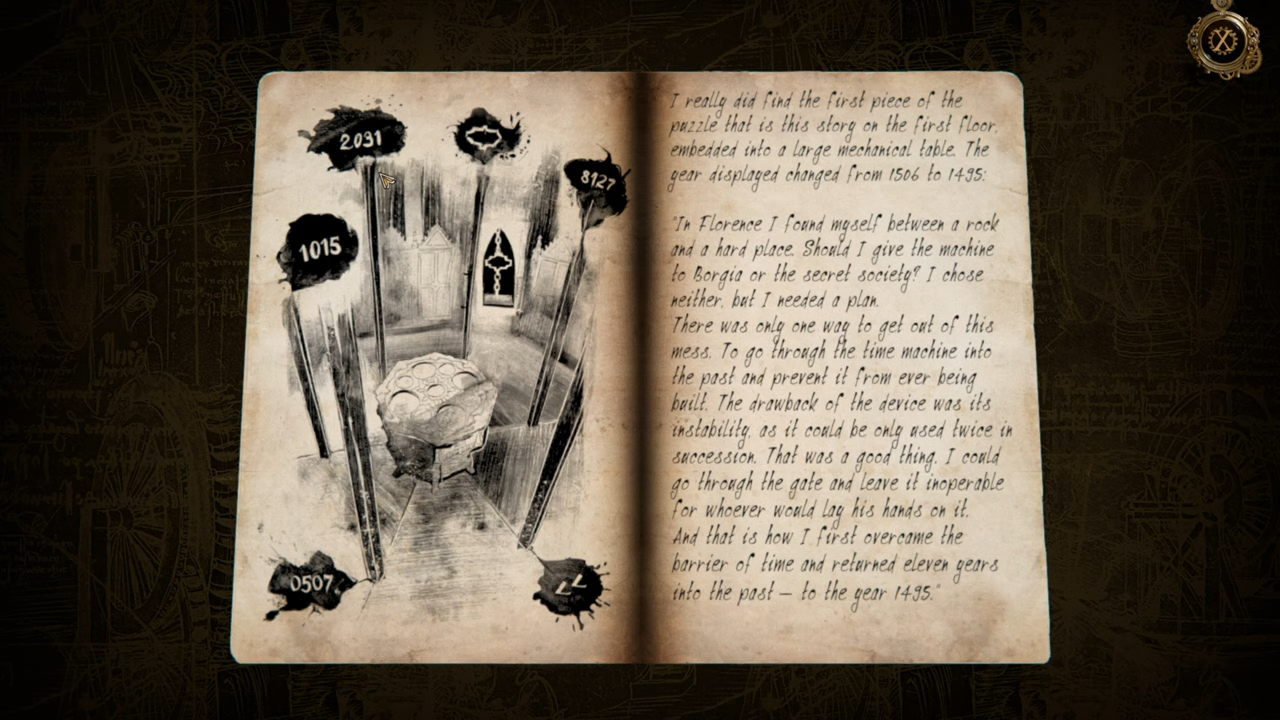 2031
8127
1015
0507
LL
I really did find the first piece of the
puzzle that is this story on the first floor,
embedded into a large mechanical table. The
year displayed changed from 1506 to 1495:
"In Florence I found myself between a rock
and a hard place. Should I give the machine
to Borgia or the secret society? I chose
neither, but I needed a plan.
There was only one way to get out of this
mess. To go through the time machine into
the past and prevent it from ever being
built. The drawback of the device was its
instability, as it could be only used twice in
succession. That was a good thing. I could
go through the gate and leave it inoperable
for whoever would lay his hands on it.
And that is how I first overcame the
barrier of time and returned eleven years
into the past – to the year 1495."